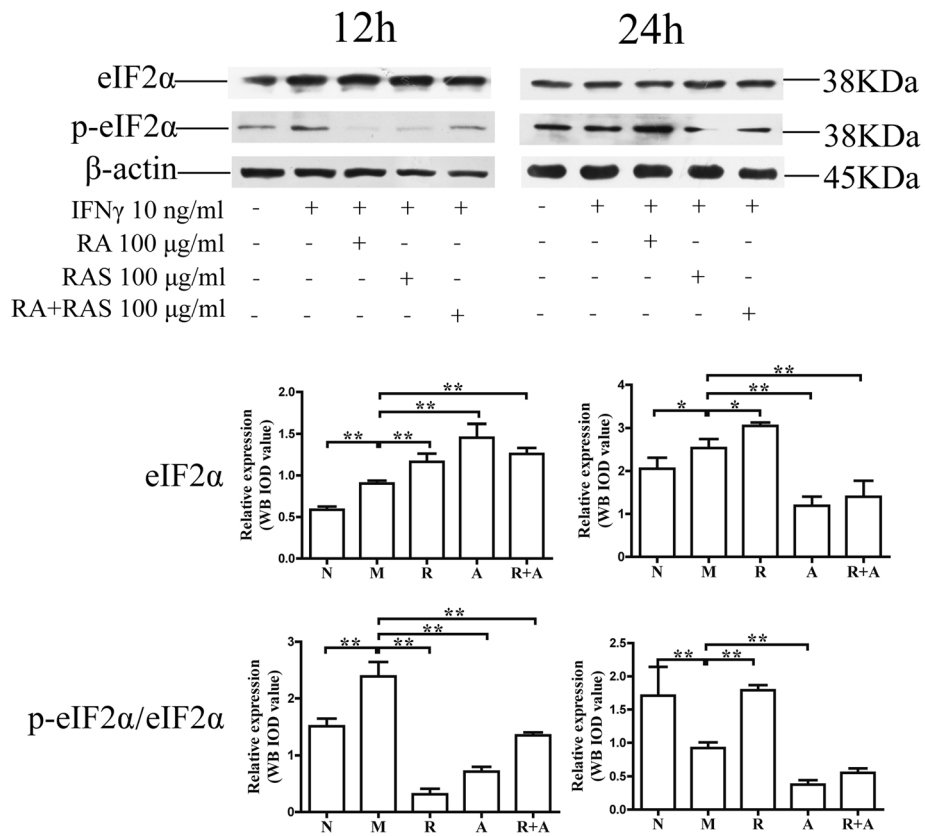 12h 24h
eIF2α 38KDa
p-eIF2α 38KDa
β-actin 45KDa
IFNγ 10 ng/ml - + + + + - + + + +
RA 100 μg/ml - - + - - - - + - -
RAS 100 μg/ml - - - + - - - - + -
RA+RAS 100 μg/ml - - - - + - - - - +
eIF2α
Relative expression
(WB IOD value)
2.0
1.5
1.0
0.5
0.0
** ** ** **
N M R A R+A
Relative expression
(WB IOD value)
4
3
2
1
0
* * ** **
N M R A R+A
p-eIF2α/eIF2α
Relative expression
(WB IOD value)
3
2
1
0
** ** ** **
N M R A R+A
Relative expression
(WB IOD value)
2.5
2.0
1.5
1.0
0.5
0.0
** ** **
N M R A R+A